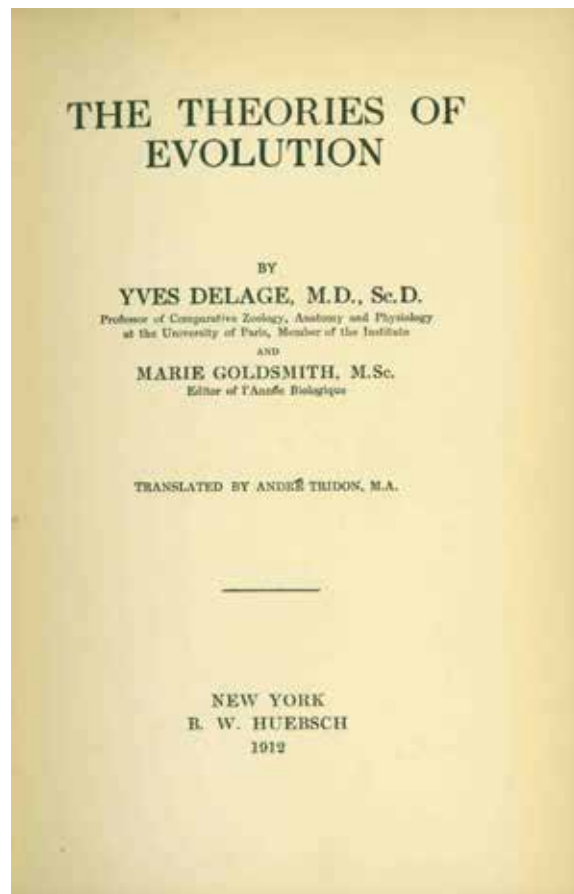 THE THEORIES OF
EVOLUTION
BY
YVES DELAGE, M.D., Sc.D.
Professor of Comparative Zoology, Anatomy and Physiology
at the University of Paris, Member of the Institute
AND
MARIE GOLDSMITH, M.Sc.
Editor of l'Année Biologique
TRANSLATED BY ANDRÉ TRIDON, M.A.
NEW YORK
B. W. HUEBSCH
1912